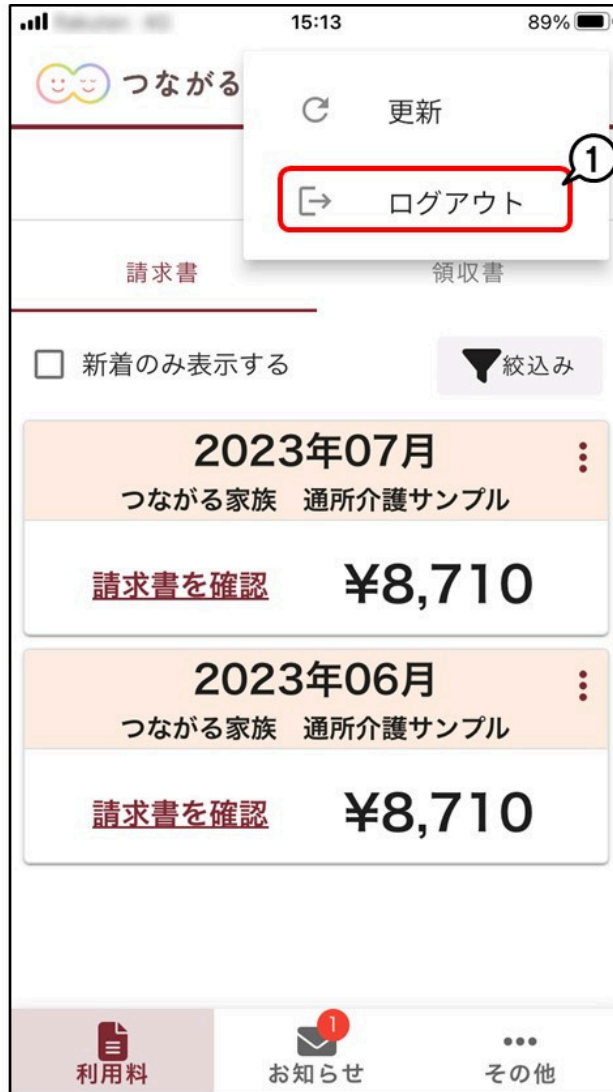 15:13 89%
つながる
更新
①
ログアウト
請求書 領収書
新着のみ表示する 絞込み
2023年07月
つながる家族 通所介護サンプル
請求書を確認 ¥8,710
2023年06月
つながる家族 通所介護サンプル
請求書を確認 ¥8,710
1
利用料 お知らせ その他